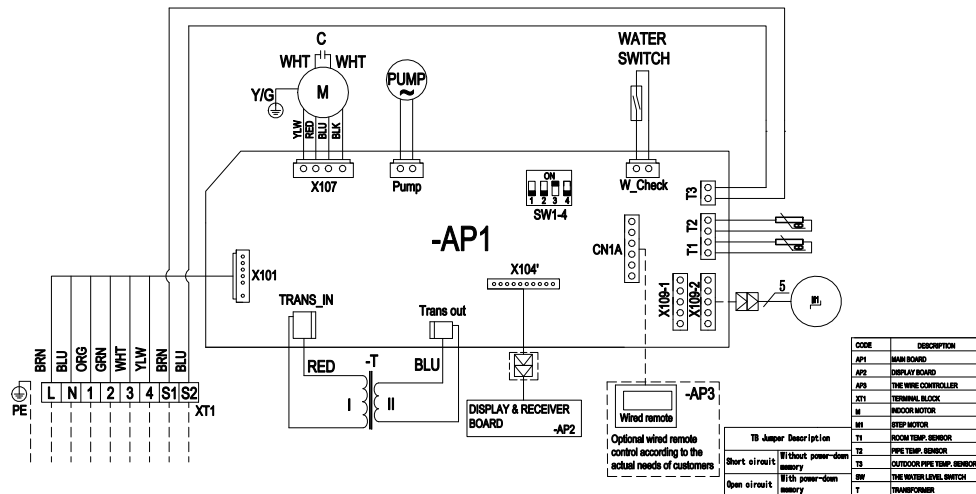 C
WHT WHT
M
Y/G
YLW
RED
BLU
BLK
X107
PUMP
~
Pump
WATER
SWITCH
W_Check
ON
1 2 3 4
SW1-4
-AP1
T3
T2
T1
CN1A
X109-1
X109-2
5
M1
X101
X104'
TRANS_IN
Trans out
RED
-T
BLU
I
II
BRN
BLU
ORG
GRN
WHT
YLW
BRN
BLU
PE
L N 1 2 3 4 S1 S2
XT1
DISPLAY & RECEIVER
BOARD
-AP2
-AP3
Wired remote
Optional wired remote
control according to the
actual needs of customers
TB Jumper Description
Short circuit Without power-down
memory
Open circuit With power-down
memory
CODE DESCRIPTION
AP1 MAIN BOARD
AP2 DISPLAY BOARD
AP3 THE WIRE CONTROLLER
XT1 TERMINAL BLOCK
M INDOOR MOTOR
M1 STEP MOTOR
T1 ROOM TEMP. SENSOR
T2 PIPE TEMP. SENSOR
T3 OUTDOOR PIPE TEMP. SENSOR
SW THE WATER LEVEL SWITCH
T TRANSFORMER